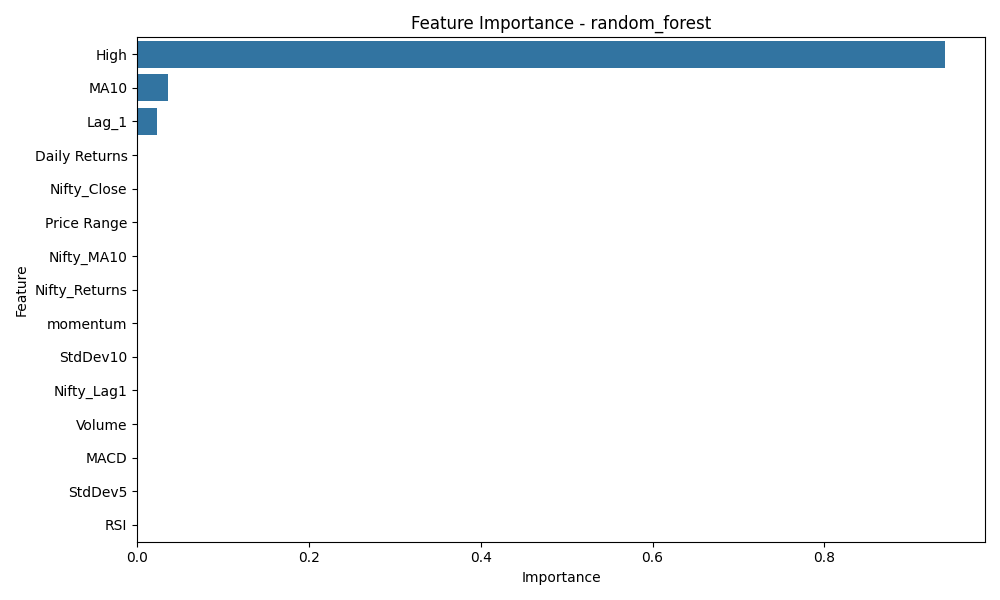 Feature Importance - random_forest
High
MA10
Lag_1
Daily Returns
Nifty_Close
Price Range
Nifty_MA10
Nifty_Returns
momentum
StdDev10
Nifty_Lag1
Volume
MACD
StdDev5
RSI
Feature
0.0 0.2 0.4 0.6 0.8
Importance